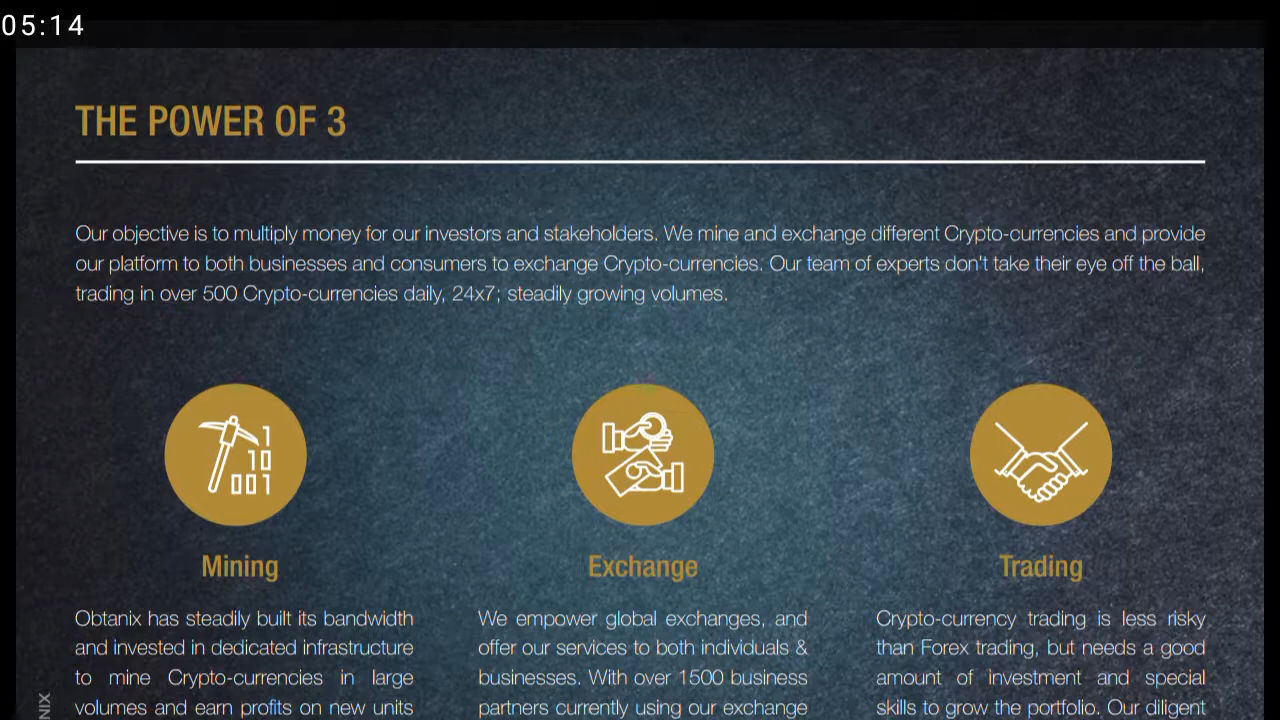 05:14
THE POWER OF 3
Our objective is to multiply money for our investors and stakeholders. We mine and exchange different Crypto-currencies and provide
our platform to both businesses and consumers to exchange Crypto-currencies. Our team of experts don't take their eye off the ball,
trading in over 500 Crypto-currencies daily, 24x7; steadily growing volumes.
1
10
001
Mining
Obtanix has steadily built its bandwidth
and invested in dedicated infrastructure
to mine Crypto-currencies in large
volumes and earn profits on new units
Exchange
We empower global exchanges, and
offer our services to both individuals &
businesses. With over 1500 business
partners currently using our exchange
Trading
Crypto-currency trading is less risky
than Forex trading, but needs a good
amount of investment and special
skills to grow the portfolio. Our diligent
NIX